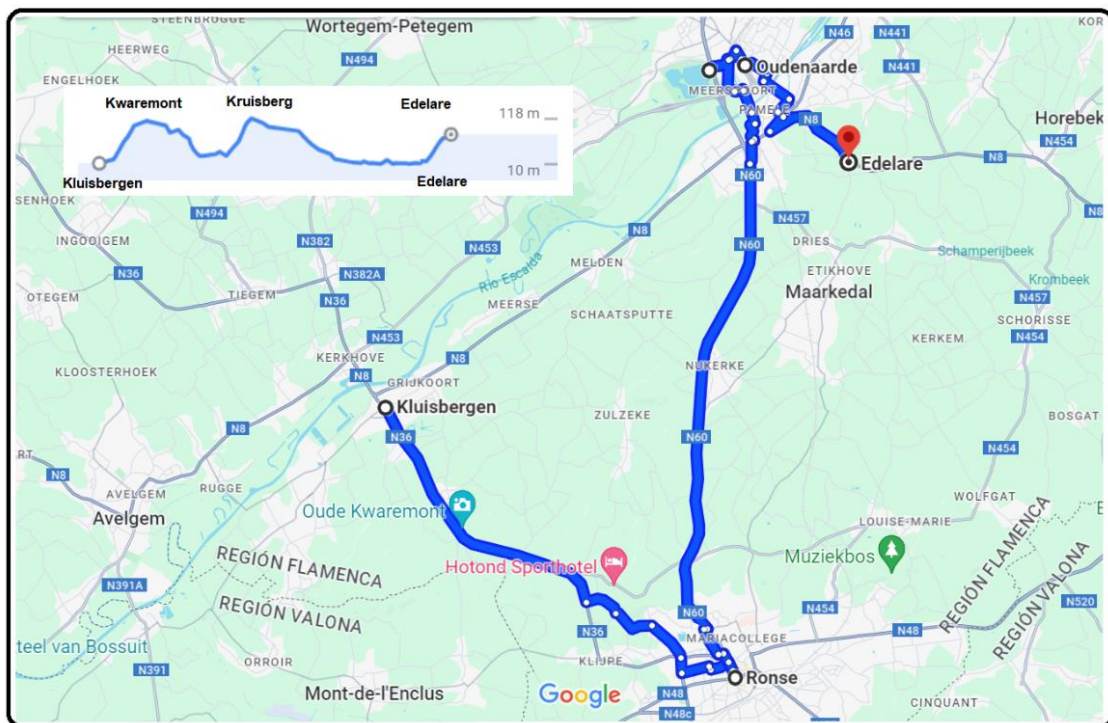 STEENBRUGGE
Wortegem-Petegem
N46
N441
HEERWEG
N494
ENGELHOEK
N441
Oudenaarde
MEERSPOORT
PAMELE
Kwaremont
Kruisberg
Edelare
118 m
10 m
Kluisbergen
Edelare
N8
Horebek
N454
Edelare
N8
N60
N8
N494
INGOOIGEM
N382
N453
N8
N457
DRIES
N36
N382A
N60
Schamperijbeek
MELDEN
ETIKHOVE
Krombeek
OTEGEM
TIEGEM
N36
Río Escalda
MEERSE
Maarkedal
N457
SCHAATSPUTTE
SCHORISSE
N453
N454
KERKHOVE
N8
KERKEM
KLOOSTERHOEK
N8
GRIJKOORT
NUKERKE
Kluisbergen
ZULZEKE
BOSGAT
N8
N36
N60
N454
N8
AVELGEM
RUGGE
WOLFGAT
Avelgem
Oude Kwaremont
LOUISE-MARIE
REGIÓN FLAMENCA
Muziekbos
REGIÓN FLAMENCA
Hotond Sporthotel
N391A
REGIÓN VALONA
REGIÓN VALONA
N520
N60
N454
N36
MARIACOLLEGE
N48
teel van Bossuit
N391
ORROIR
KLIJPE
Ronse
Mont-de-l'Enclus
Google
N48
N48c
CINQUANT